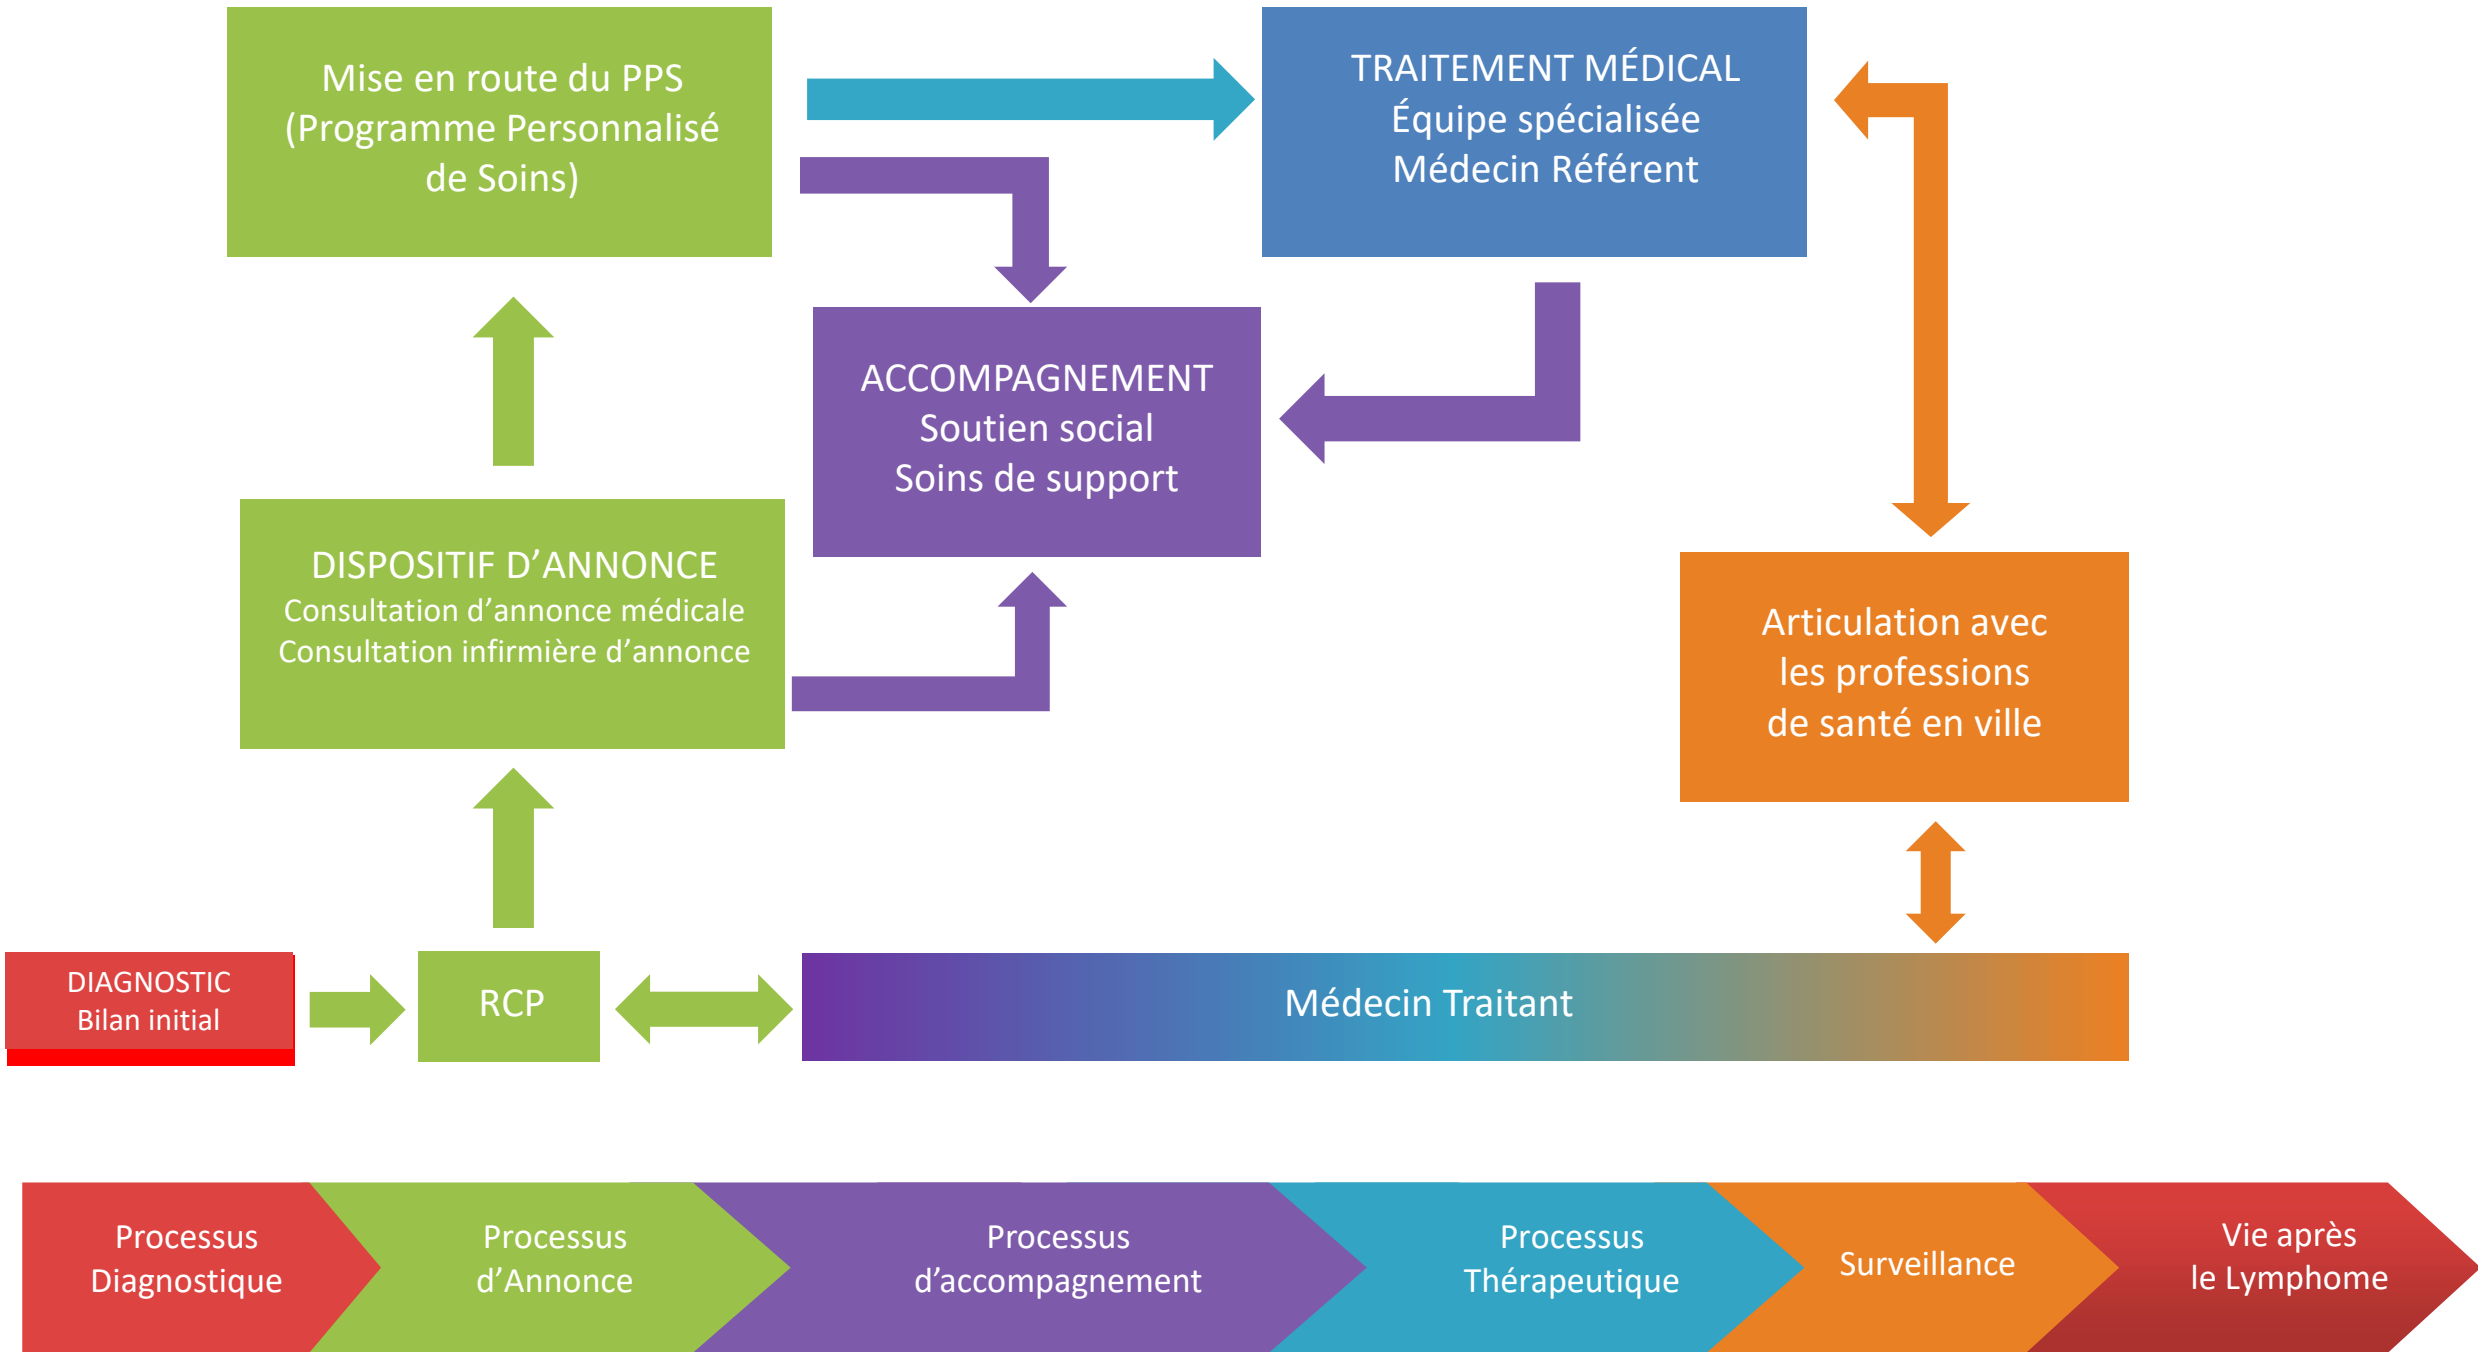 Mise en route du PPS
(Programme Personnalisé
de Soins)
TRAITEMENT MÉDICAL
Équipe spécialisée
Médecin Référent
ACCOMPAGNEMENT
Soutien social
Soins de support
DISPOSITIF D’ANNONCE
Consultation d’annonce médicale
Consultation infirmière d’annonce
Articulation avec
les professions
de santé en ville
DIAGNOSTIC
Bilan initial
RCP
Médecin Traitant
Processus
Diagnostique
Processus
d’Annonce
Processus
d’accompagnement
Processus
Thérapeutique
Surveillance
Vie après
le Lymphome